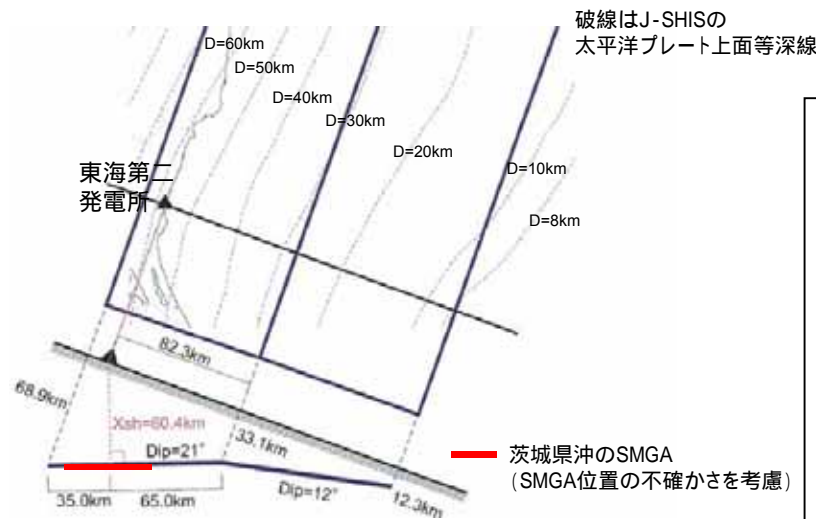 破線はJ-SHISの
太平洋プレート上面等深線
D=60km
D=50km
D=40km
D=30km
D=20km
D=10km
D=8km
東海第二
発電所
82.3km
68.9km
Xsh=60.4km
33.1km
Dip=21°
Dip=12°
12.3km
35.0km
65.0km
茨城県沖のSMGA
(SMGA位置の不確かさを考慮)